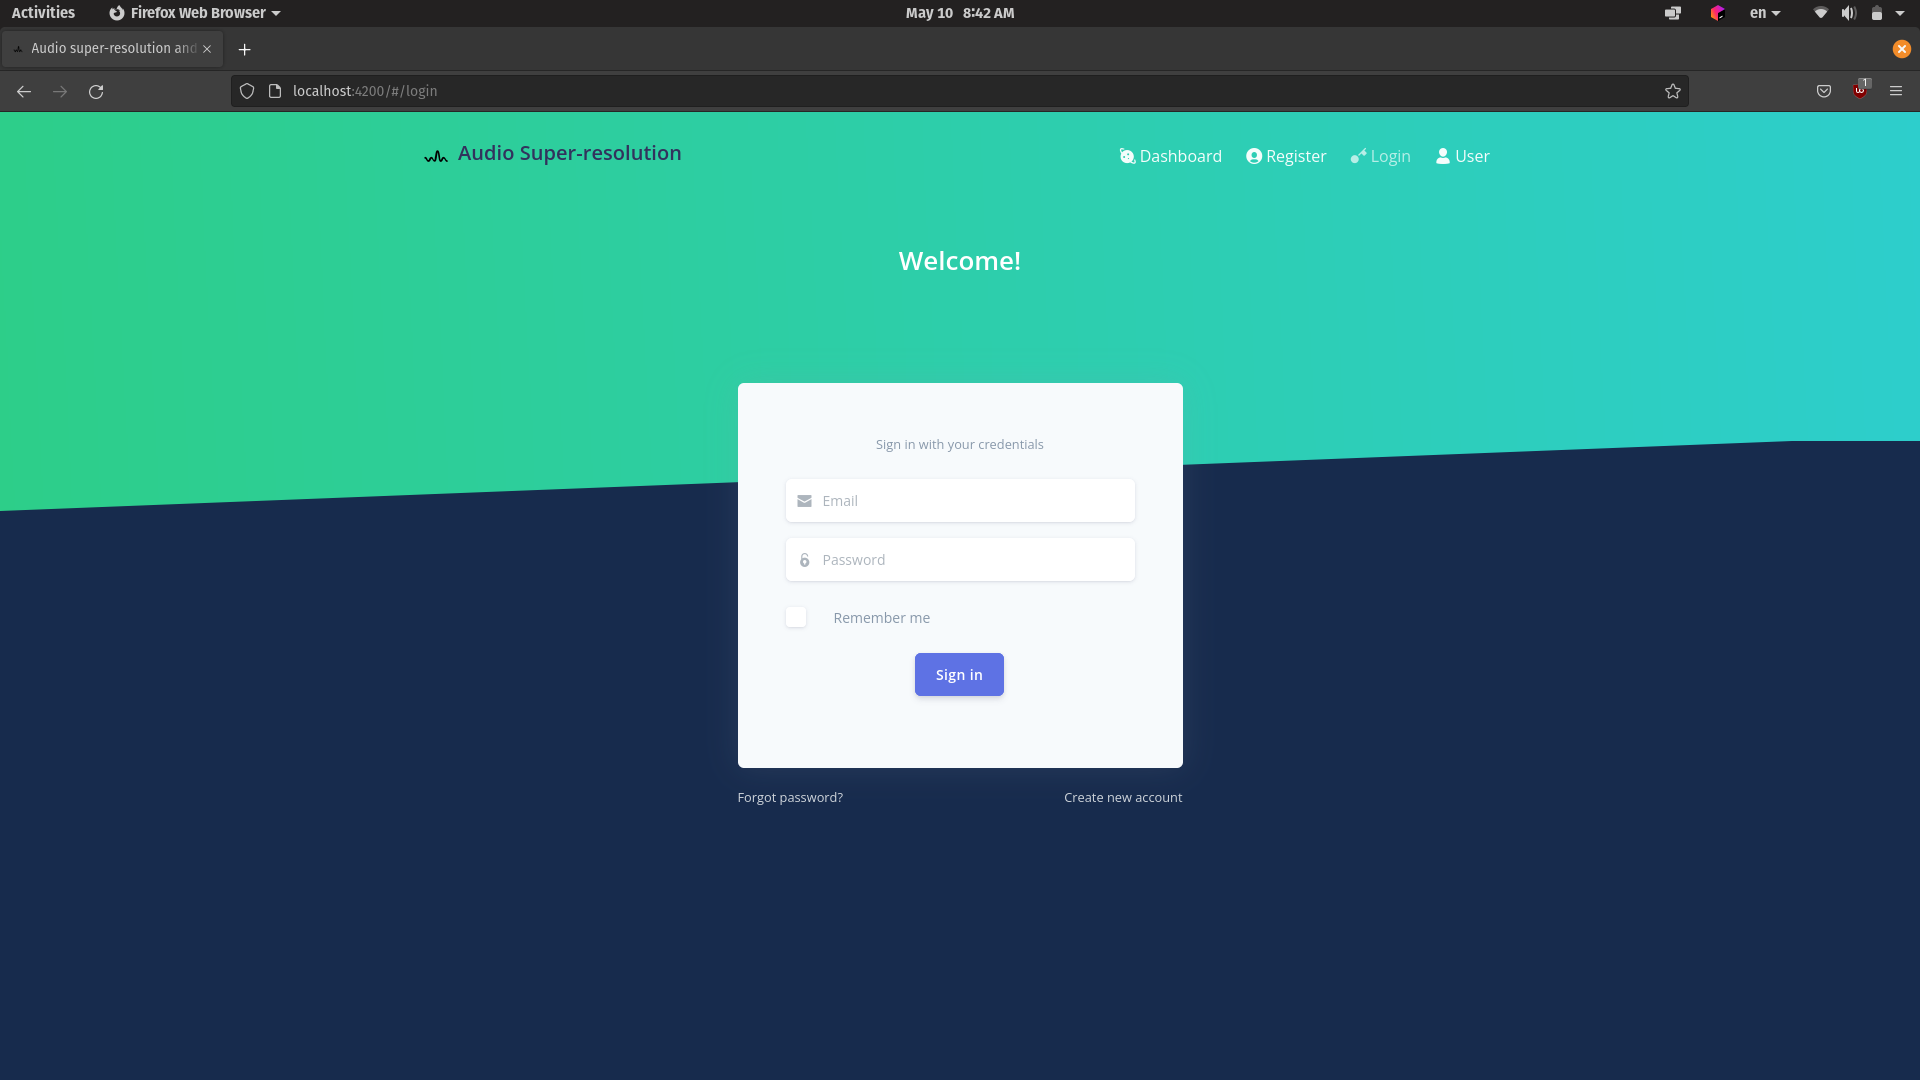 Activities Firefox Web Browser May 10 8:42 AM en
Audio super-resolution and
localhost:4200/#/login
1
Audio Super-resolution Dashboard Register Login User
Welcome!
Sign in with your credentials
Email
Password
Remember me
Sign in
Forgot password? Create new account